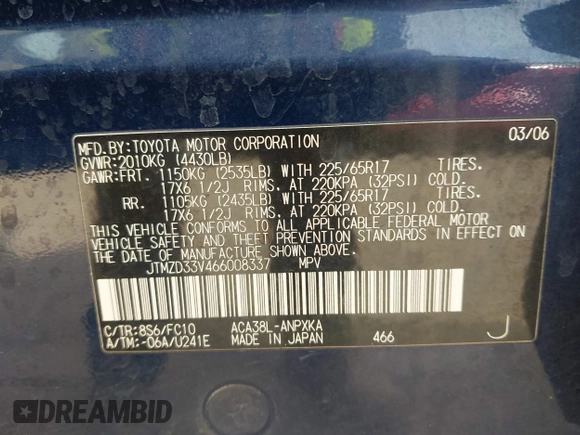 MFD. BY: TOYOTA MOTOR CORPORATION 03/06
GVWR: 2010KG (4430LB)
GAWR: FRT. 1150KG (2535LB) WITH 225/65R17 TIRES.
17X6 1/2J RIMS. AT 220KPA (32PSI) COLD.
RR. 1105KG (2435LB) WITH 225/65R17 TIRES.
17X6 1/2J RIMS. AT 220KPA (32PSI) COLD.
THIS VEHICLE CONFORMS TO ALL APPLICABLE FEDERAL MOTOR
VEHICLE SAFETY AND THEFT PREVENTION STANDARDS IN EFFECT ON
THE DATE OF MANUFACTURE SHOWN ABOVE.
JTMZD33V466008337 MPV
C/TR: 8S6/FC10 ACA38L-ANPXKA
A/TM: -06A/U241E MADE IN JAPAN 466 J
DREAMBID